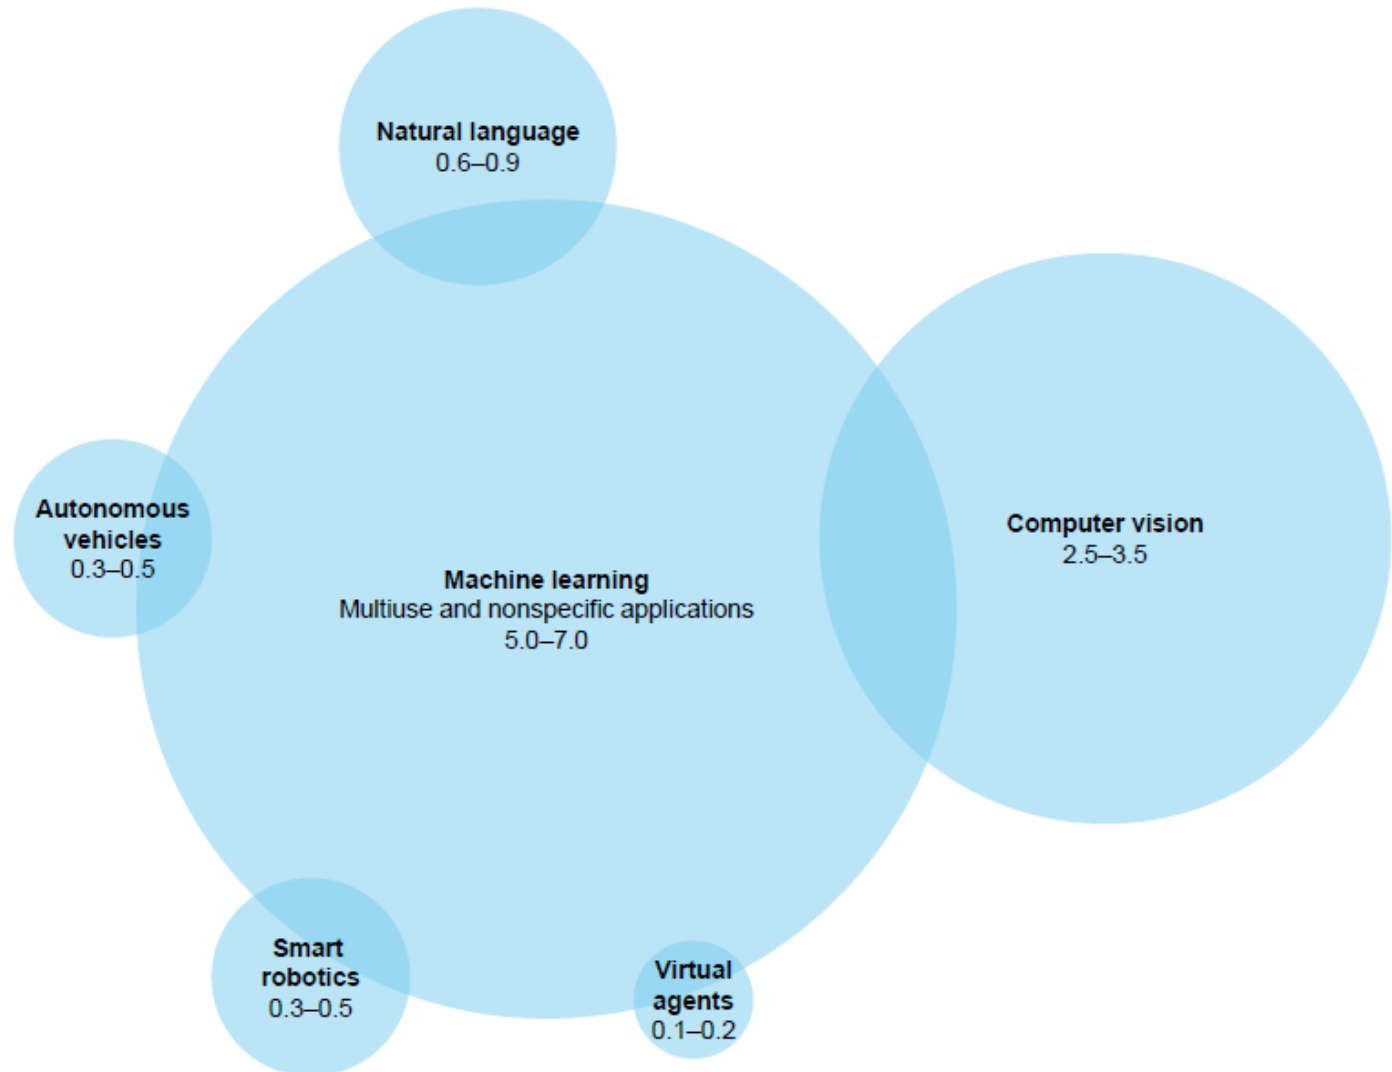 Natural language
0.6–0.9
Autonomous
vehicles
0.3–0.5
Machine learning
Multiuse and nonspecific applications
5.0–7.0
Computer vision
2.5–3.5
Smart
robotics
0.3–0.5
Virtual
agents
0.1–0.2